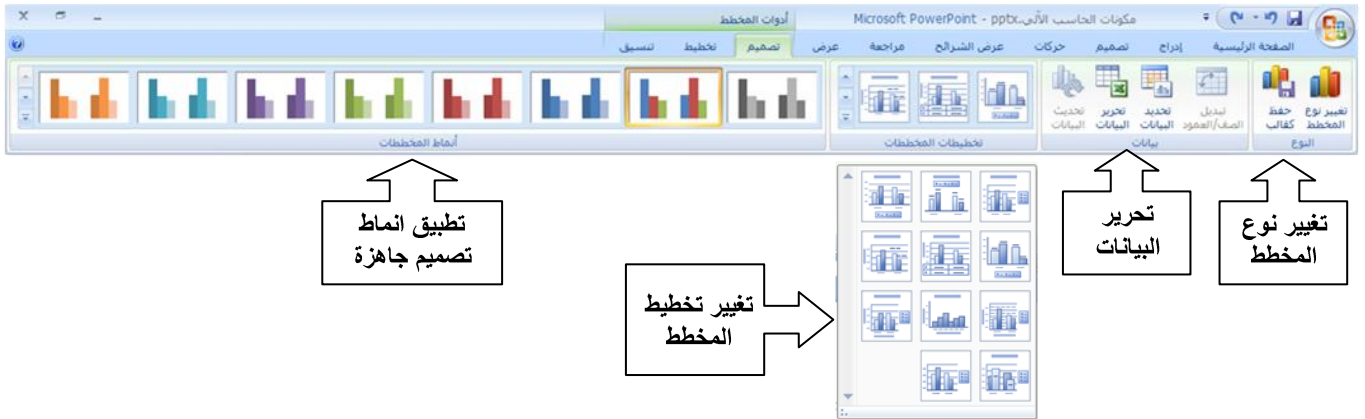 مكونات الحاسب الآلي.pptx - Microsoft PowerPoint
أدوات المخطط
الصفحة الرئيسية
إدراج
تصميم
حركات
عرض الشرائح
مراجعة
عرض
تصميم
تخطيط
تنسيق
تغيير نوع
المخطط
حفظ
كقالب
تبديل
الصف/العمود
تحديد
البيانات
تحرير
البيانات
تحديث
البيانات
النوع
بيانات
تخطيطات المخططات
أنماط المخططات
تغيير نوع
المخطط
تحرير
البيانات
تطبيق انماط
تصميم جاهزة
تغيير تخطيط
المخطط